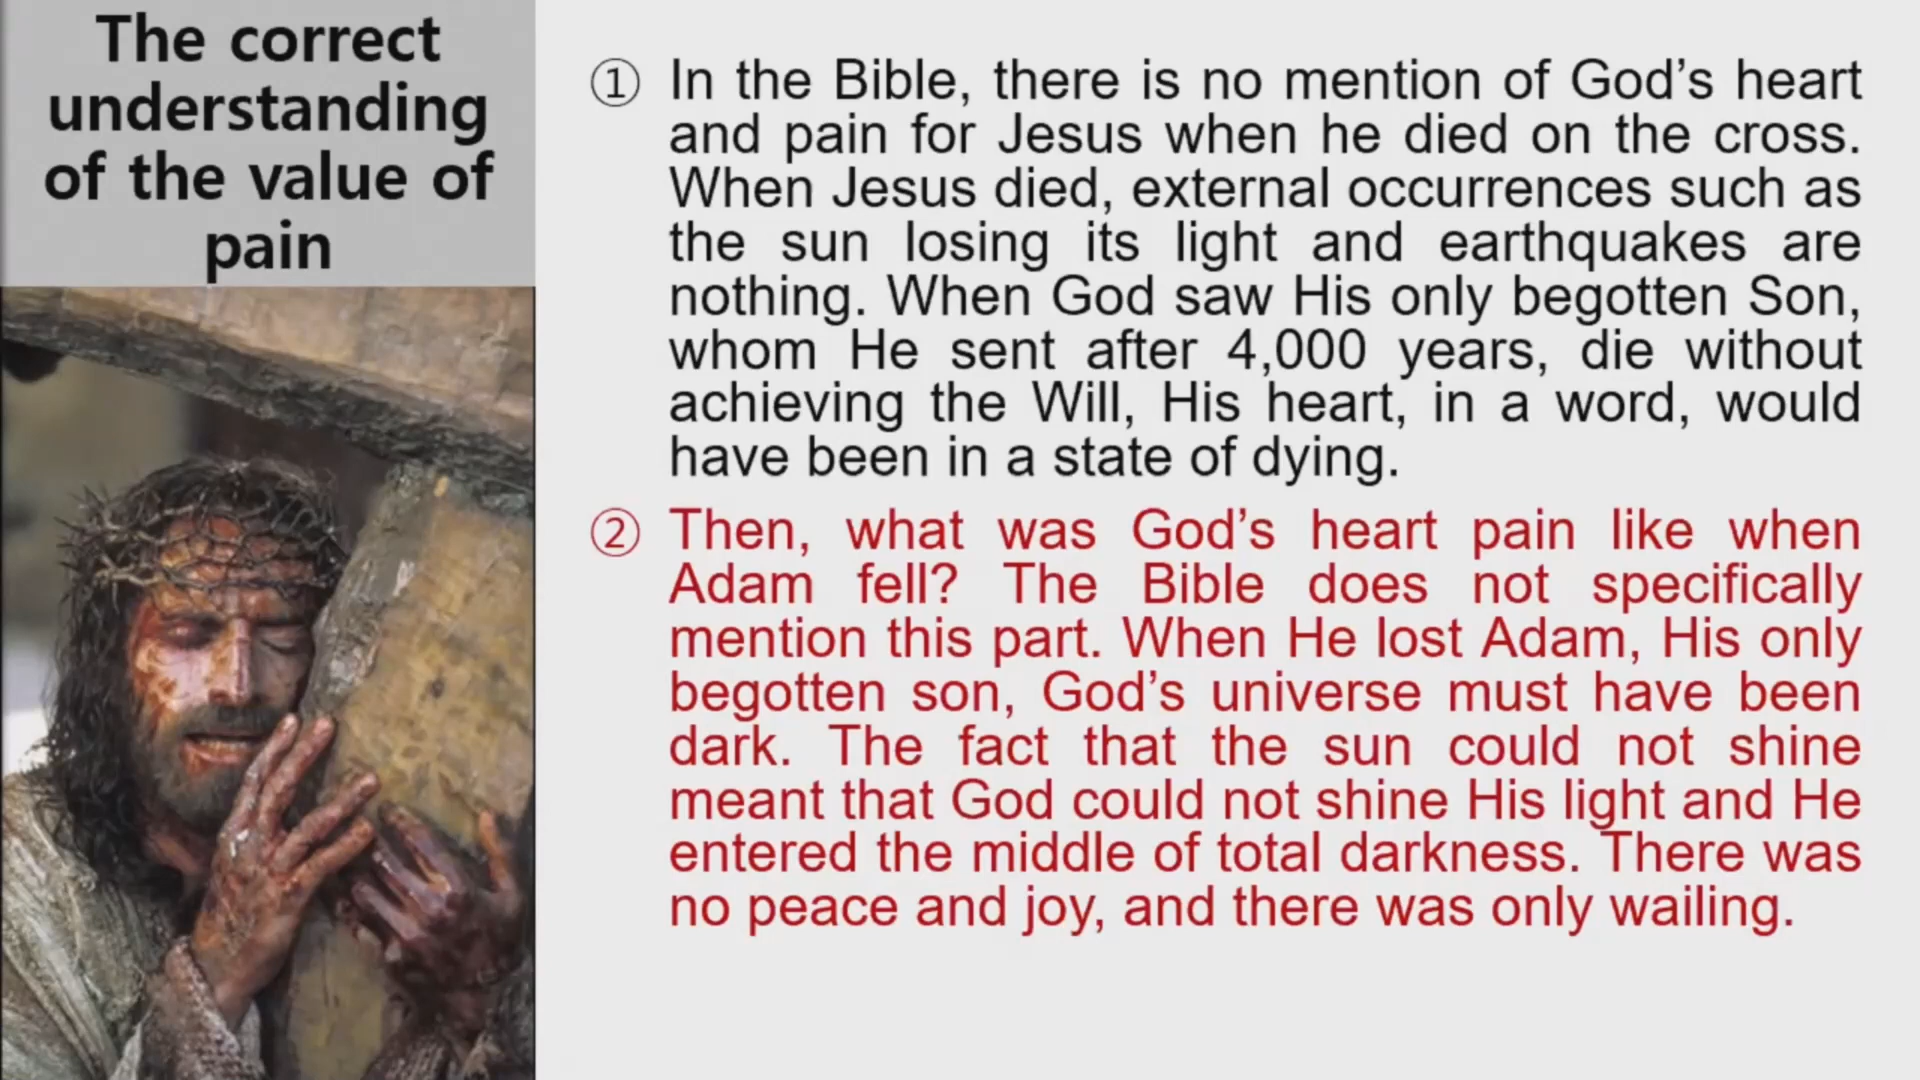 The correct
understanding
of the value of
pain
① In the Bible, there is no mention of God’s heart
and pain for Jesus when he died on the cross.
When Jesus died, external occurrences such as
the sun losing its light and earthquakes are
nothing. When God saw His only begotten Son,
whom He sent after 4,000 years, die without
achieving the Will, His heart, in a word, would
have been in a state of dying.
② Then, what was God’s heart pain like when
Adam fell? The Bible does not specifically
mention this part. When He lost Adam, His only
begotten son, God’s universe must have been
dark. The fact that the sun could not shine
meant that God could not shine His light and He
entered the middle of total darkness. There was
no peace and joy, and there was only wailing.